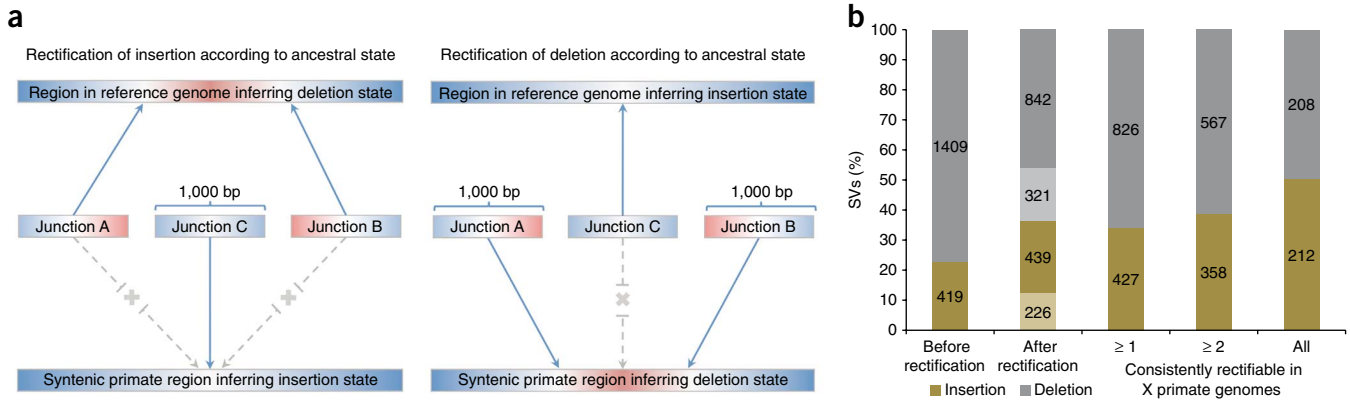 a
Rectification of insertion according to ancestral state
Region in reference genome inferring deletion state
1,000 bp
Junction A
Junction C
Junction B
Syntenic primate region inferring insertion state
Rectification of deletion according to ancestral state
Region in reference genome inferring insertion state
1,000 bp
1,000 bp
Junction A
Junction C
Junction B
Syntenic primate region inferring deletion state
b
SVs (%)
100
90
80
70
60
50
40
30
20
10
0
1409
419
842
321
439
226
826
427
567
358
208
212
Before
rectification
After
rectification
≥ 1
≥ 2
All
Consistently rectifiable in
X primate genomes
Insertion
Deletion